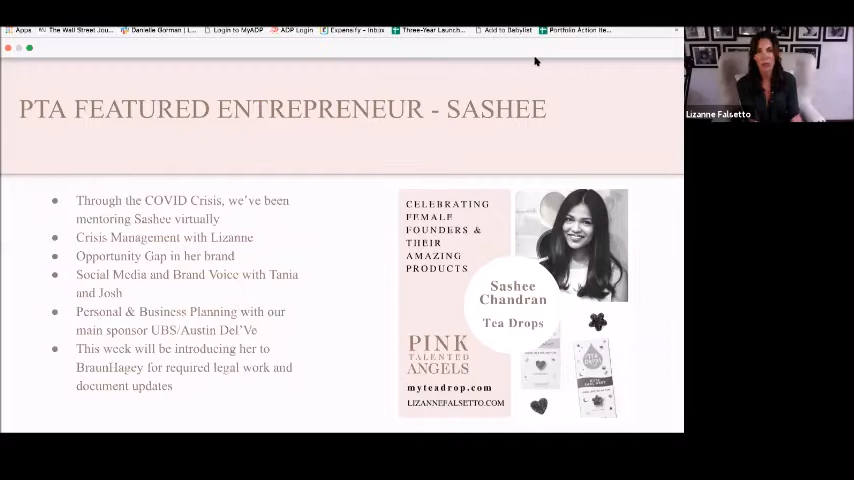 Apps The Wall Street Jou... Danielle Gorman | L... Login to MyADP ADP Login Expensify - Inbox Three-Year Launch... Add to Babylist Portfolio Action Ite... »
PTA FEATURED ENTREPRENEUR - SASHEE
Lizanne Falsetto
● Through the COVID Crisis, we've been
mentoring Sashee virtually
● Crisis Management with Lizanne
● Opportunity Gap in her brand
● Social Media and Brand Voice with Tania
and Josh
● Personal & Business Planning with our
main sponsor UBS/Austin Del'Ve
● This week will be introducing her to
BraunHagey for required legal work and
document updates
CELEBRATING
FEMALE
FOUNDERS &
THEIR
AMAZING
PRODUCTS
Sashee
Chandran
Tea Drops
PINK
TALENTED
ANGELS
myteadrop.com
LIZANNEFALSETTO.COM
TEA
DROPS